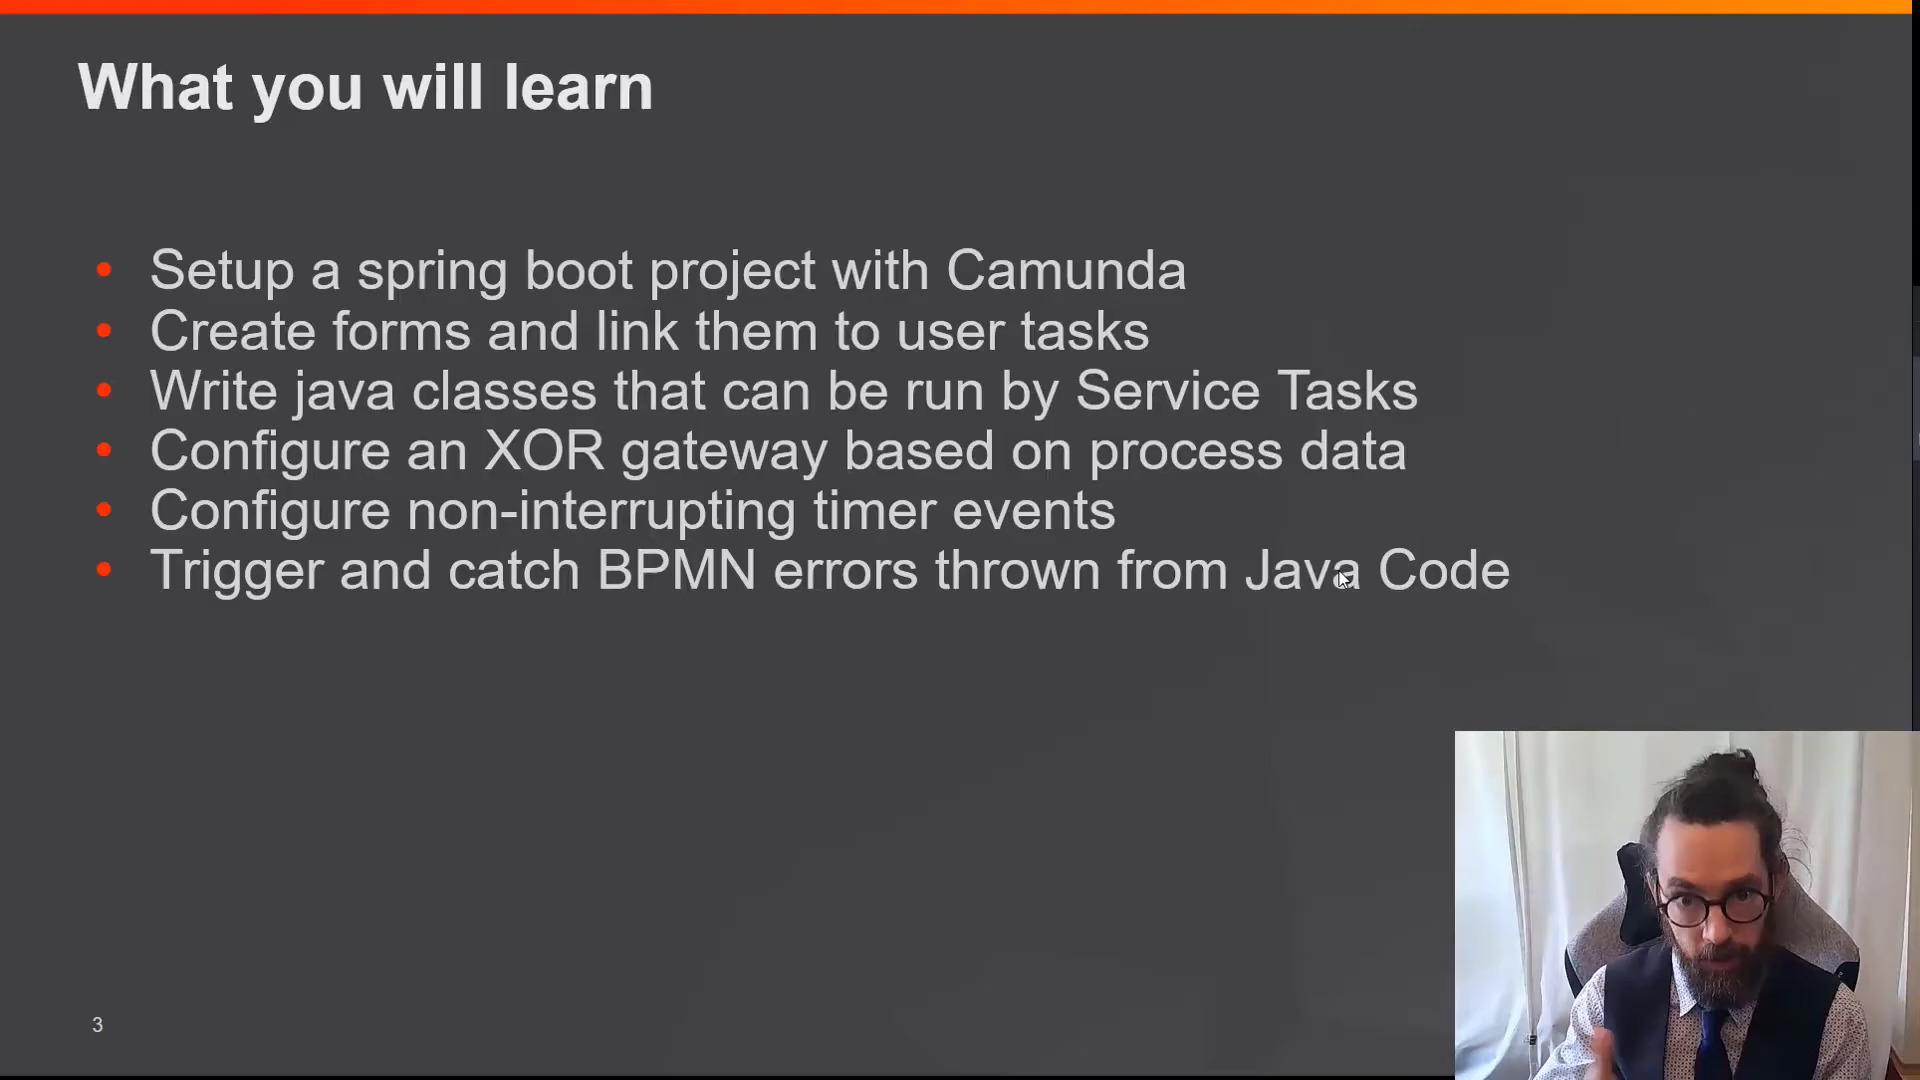 What you will learn
• Setup a spring boot project with Camunda
• Create forms and link them to user tasks
• Write java classes that can be run by Service Tasks
• Configure an XOR gateway based on process data
• Configure non-interrupting timer events
• Trigger and catch BPMN errors thrown from Java Code
3